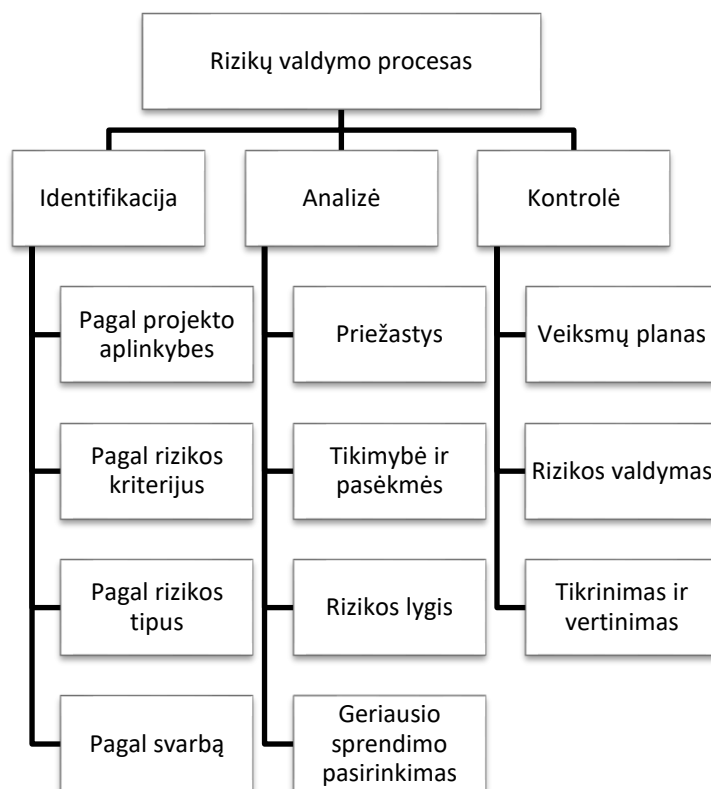 Rizikų valdymo procesas
Identifikacija
Pagal projekto
aplinkybes
Pagal rizikos
kriterijus
Pagal rizikos
tipus
Pagal svarbą
Analizė
Priežastys
Tikimybė ir
pasėkmės
Rizikos lygis
Geriausio
sprendimo
pasirinkimas
Kontrolė
Veiksmų planas
Rizikos valdymas
Tikrinimas ir
vertinimas